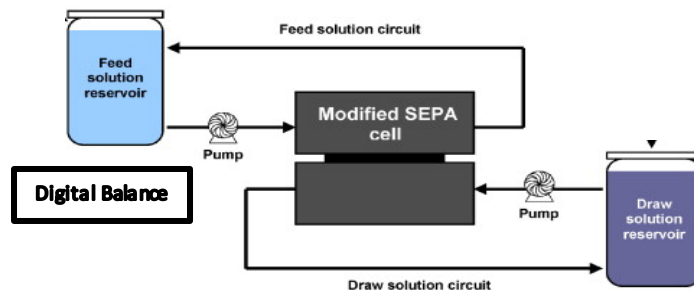 Feed solution circuit
Feed
solution
reservoir
Modified SEPA
cell
Pump
Digital Balance
Pump
Draw
solution
reservoir
Draw solution circuit